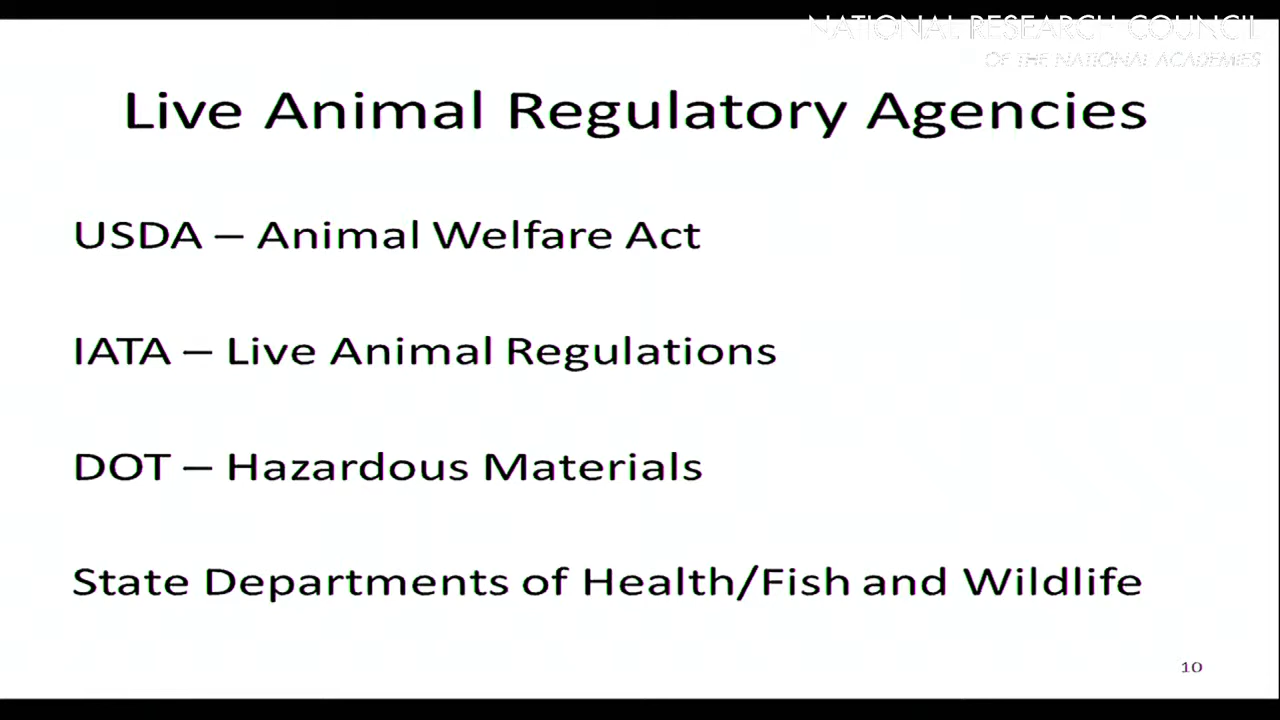 NATIONAL RESEARCH COUNCIL
OF THE NATIONAL ACADEMIES
Live Animal Regulatory Agencies
USDA – Animal Welfare Act
IATA – Live Animal Regulations
DOT – Hazardous Materials
State Departments of Health/Fish and Wildlife
10